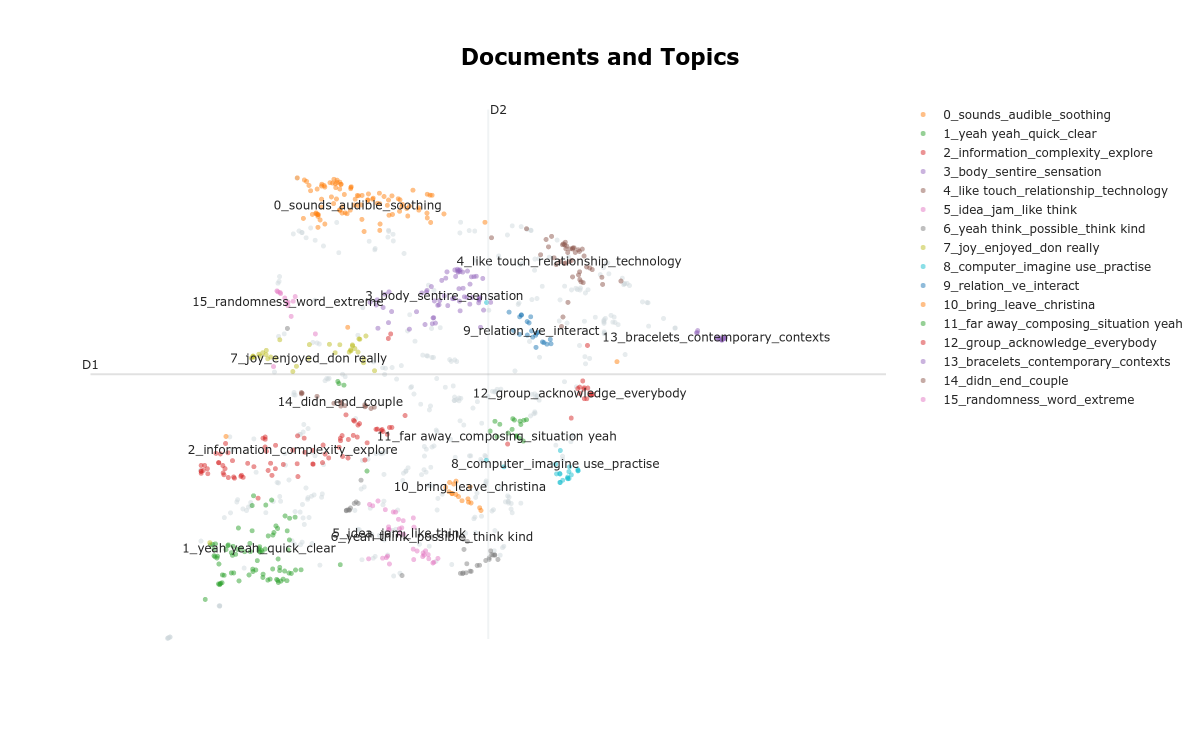 Documents and Topics
D2
D1
0_sounds_audible_soothing
4_like touch_relationship_technology
3_body_sentire_sensation
15_randomness_word_extreme
9_relation_ve_interact
13_bracelets_contemporary_contexts
7_joy_enjoyed_don really
12_group_acknowledge_everybody
14_didn_end_couple
11_far away_composing_situation yeah
2_information_complexity_explore
8_computer_imagine use_practise
10_bring_leave_christina
5_idea_jam_like think
6_yeah think_possible_think kind
1_yeah yeah_quick_clear
0_sounds_audible_soothing
1_yeah yeah_quick_clear
2_information_complexity_explore
3_body_sentire_sensation
4_like touch_relationship_technology
5_idea_jam_like think
6_yeah think_possible_think kind
7_joy_enjoyed_don really
8_computer_imagine use_practise
9_relation_ve_interact
10_bring_leave_christina
11_far away_composing_situation yeah
12_group_acknowledge_everybody
13_bracelets_contemporary_contexts
14_didn_end_couple
15_randomness_word_extreme